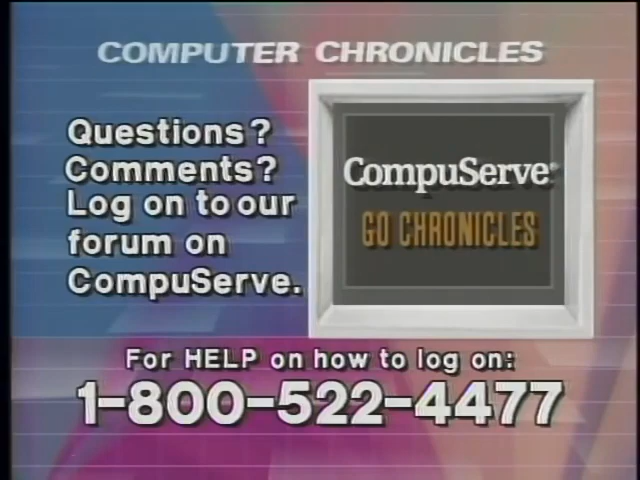 COMPUTER CHRONICLES
Questions?
Comments?
Log on to our
forum on
CompuServe.
CompuServe®
GO CHRONICLES
For HELP on how to log on:
1-800-522-4477